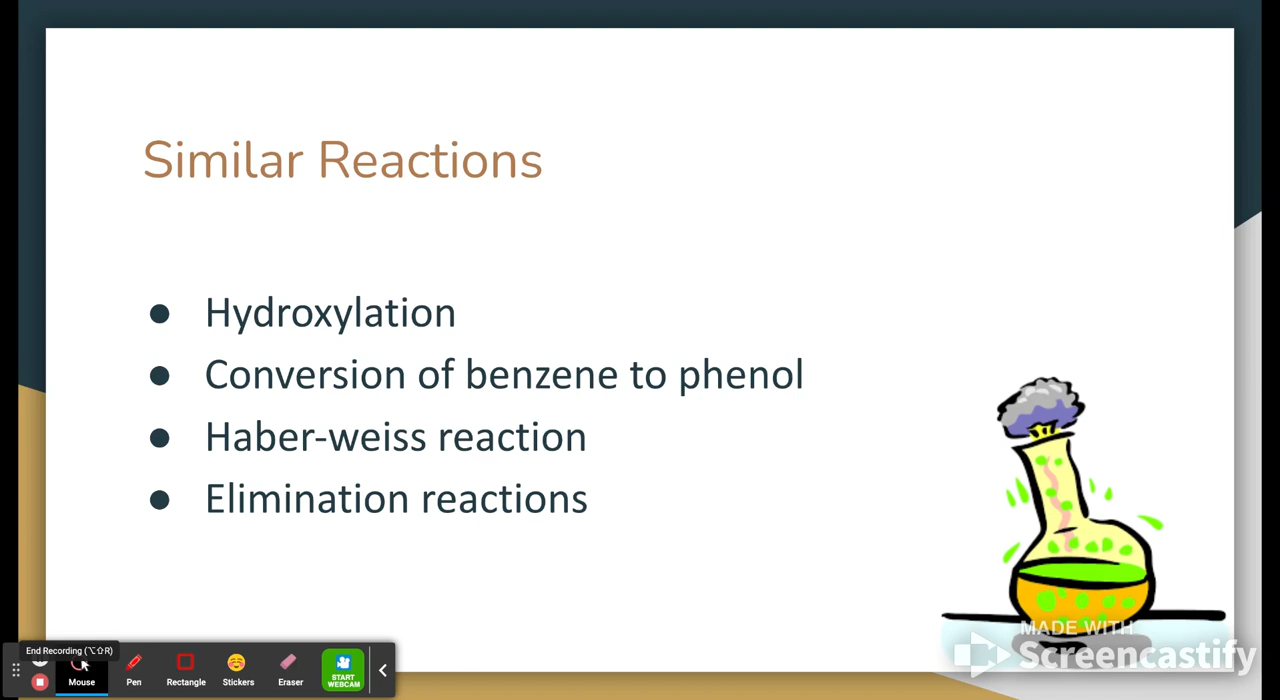 Similar Reactions
● Hydroxylation
● Conversion of benzene to phenol
● Haber-weiss reaction
● Elimination reactions
End Recording (⌥⇧R)
Mouse
Pen
Rectangle
Stickers
Eraser
START
WEBCAM
MADE WITH
Screencastify